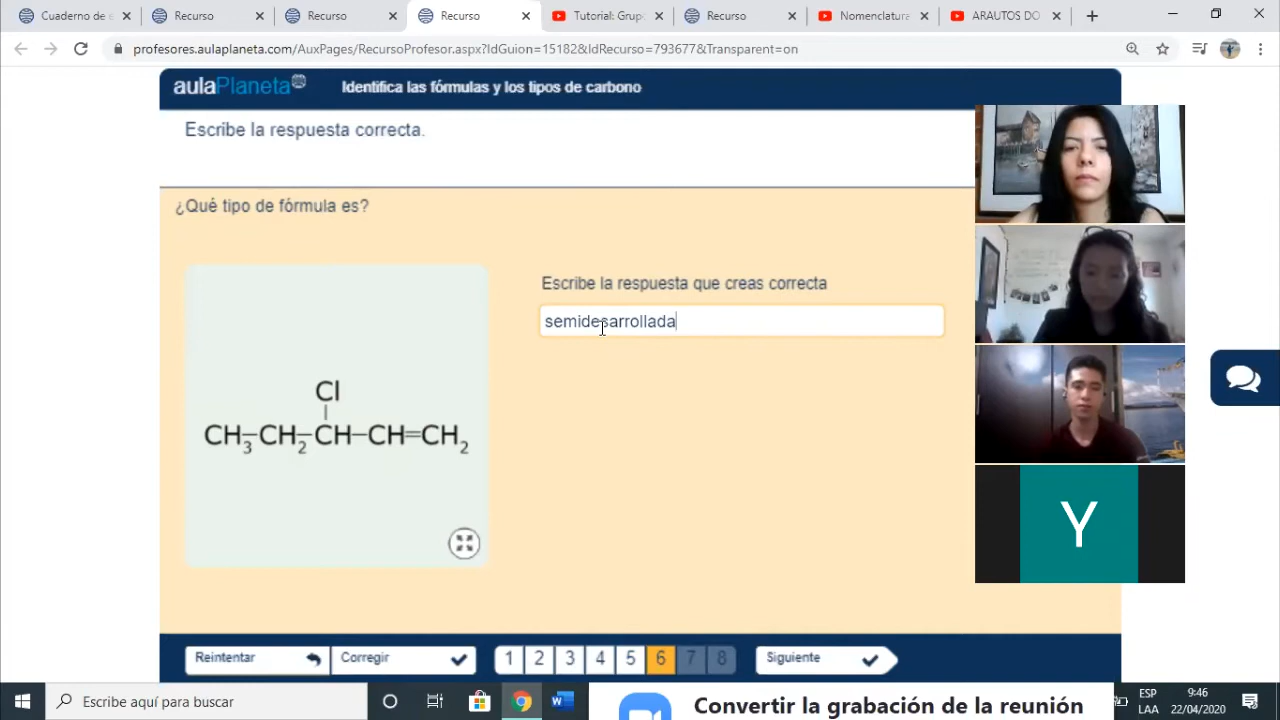 Cuaderno de e
Recurso
Recurso
Recurso
Tutorial: Grup
Recurso
Nomenclatura
ARAUTOS DO
profesores.aulaplaneta.com/AuxPages/RecursoProfesor.aspx?IdGuion=15182&IdRecurso=793677&Transparent=on
aulaPlaneta
Identifica las fórmulas y los tipos de carbono
Escribe la respuesta correcta.
¿Qué tipo de fórmula es?
Escribe la respuesta que creas correcta
semidesarrollada
Cl
CH3-CH2-CH-CH=CH2
Y
Reintentar
Corregir
1 2 3 4 5 6 7 8
Siguiente
Escribe aquí para buscar
Convertir la grabación de la reunión
ESP
LAA
9:46
22/04/2020